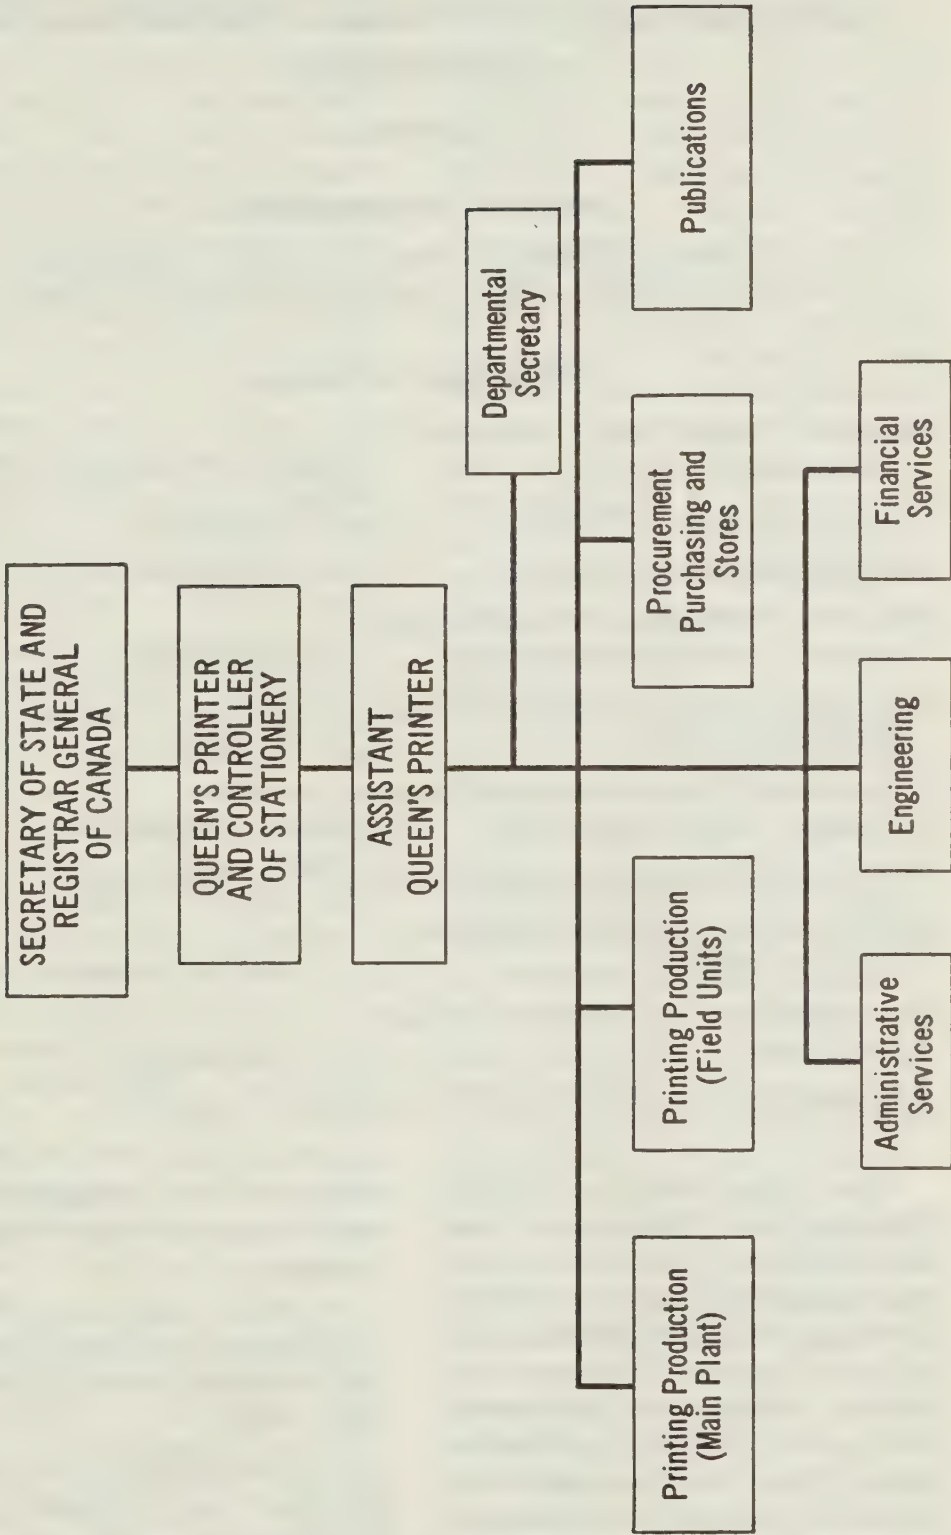 SECRETARY OF STATE AND
REGISTRAR GENERAL
OF CANADA
QUEEN'S PRINTER
AND CONTROLLER
OF STATIONERY
ASSISTANT
QUEEN'S PRINTER
Departmental
Secretary
Printing Production
(Main Plant)
Printing Production
(Field Units)
Procurement
Purchasing and
Stores
Publications
Administrative
Services
Engineering
Financial
Services